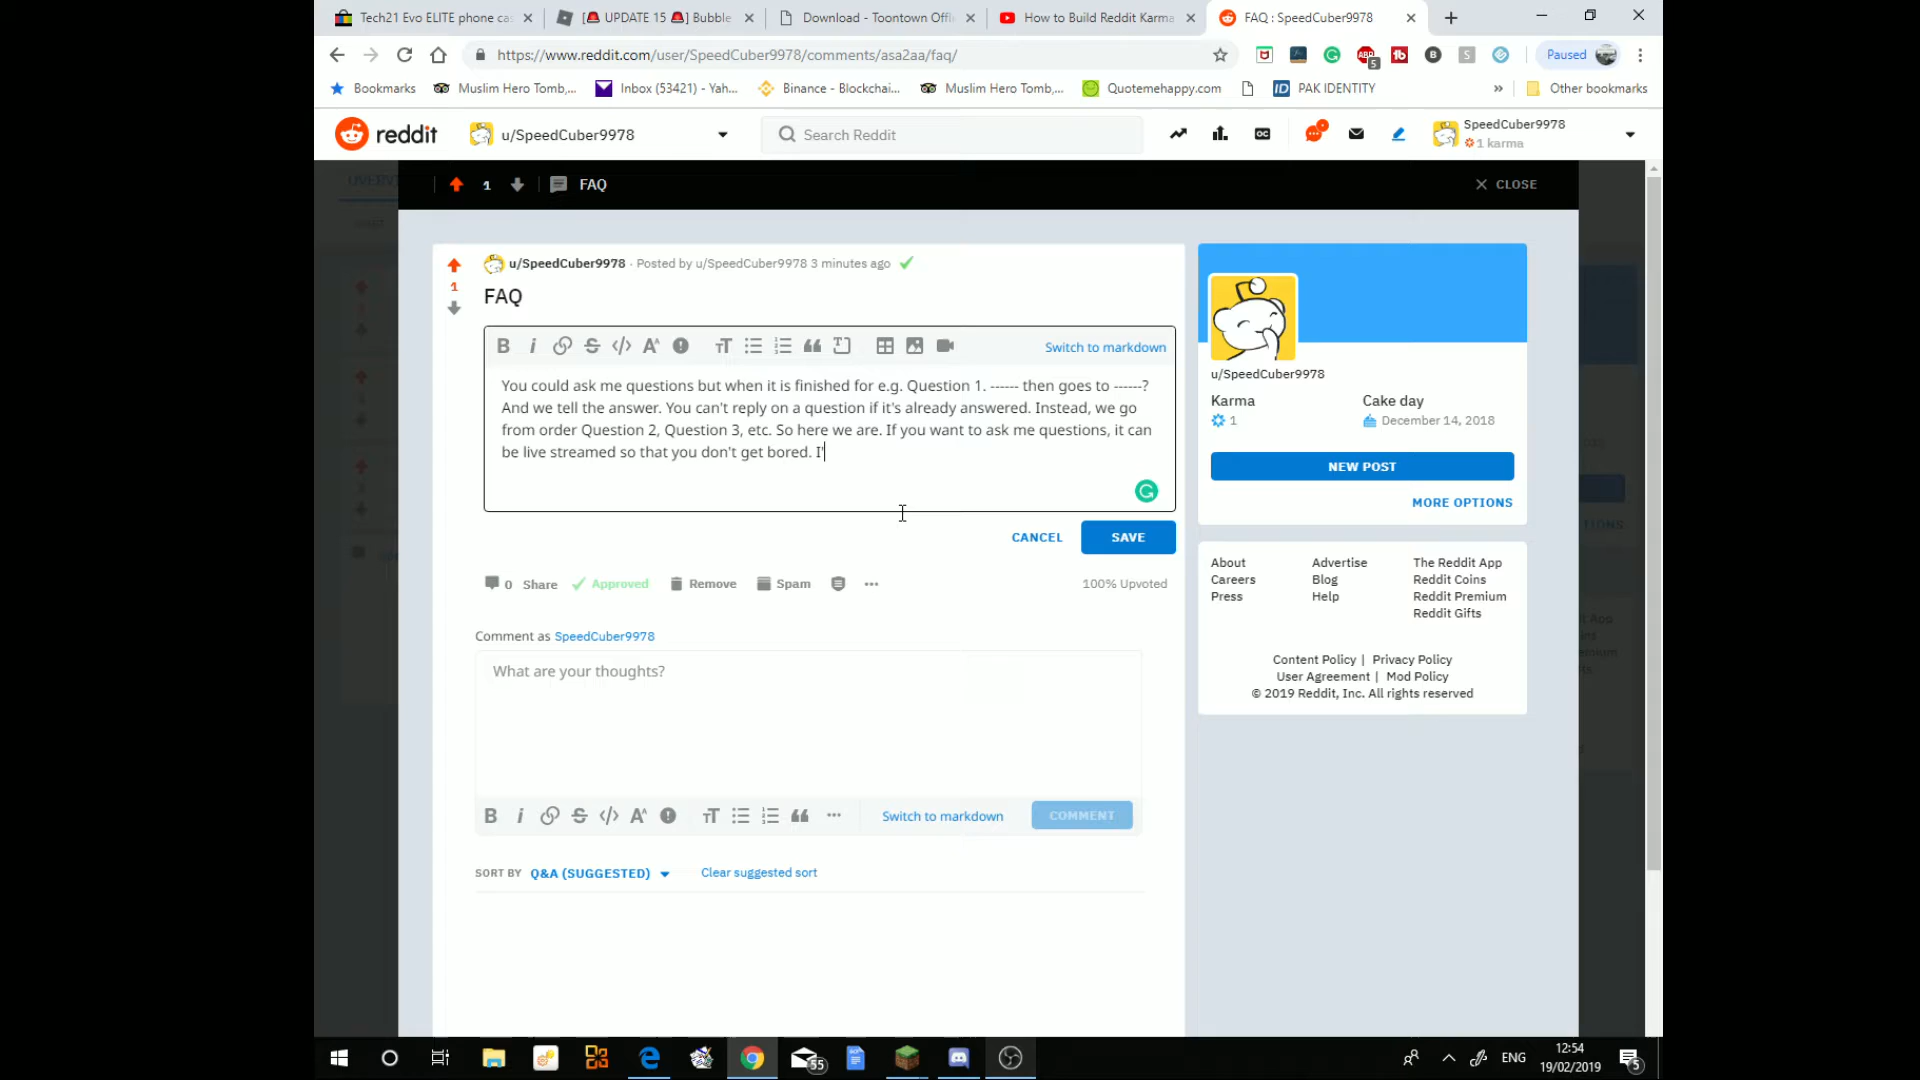 Tech21 Evo ELITE phone ca
[🚨 UPDATE 15 🚨] Bubble
Download - Toontown Offi
How to Build Reddit Karma
FAQ : SpeedCuber9978
https://www.reddit.com/user/SpeedCuber9978/comments/asa2aa/faq/
Paused
Bookmarks
Muslim Hero Tomb,...
Inbox (53421) - Yah...
Binance - Blockchai...
Muslim Hero Tomb,...
Quotemehappy.com
PAK IDENTITY
Other bookmarks
reddit
u/SpeedCuber9978
Search Reddit
SpeedCuber9978
1 karma
1
FAQ
CLOSE
u/SpeedCuber9978 · Posted by u/SpeedCuber9978 3 minutes ago
1
FAQ
Switch to markdown
You could ask me questions but when it is finished for e.g. Question 1. ------ then goes to ------?
And we tell the answer. You can't reply on a question if it's already answered. Instead, we go
from order Question 2, Question 3, etc. So here we are. If you want to ask me questions, it can
be live streamed so that you don't get bored. I'
CANCEL
SAVE
0
Share
Approved
Remove
Spam
100% Upvoted
Comment as SpeedCuber9978
What are your thoughts?
Switch to markdown
COMMENT
SORT BY
Q&A (SUGGESTED)
Clear suggested sort
u/SpeedCuber9978
Karma
Cake day
1
December 14, 2018
NEW POST
MORE OPTIONS
About
Advertise
The Reddit App
Careers
Blog
Reddit Coins
Press
Help
Reddit Premium
Reddit Gifts
Content Policy | Privacy Policy
User Agreement | Mod Policy
© 2019 Reddit, Inc. All rights reserved
55
ENG
12:54
19/02/2019
5